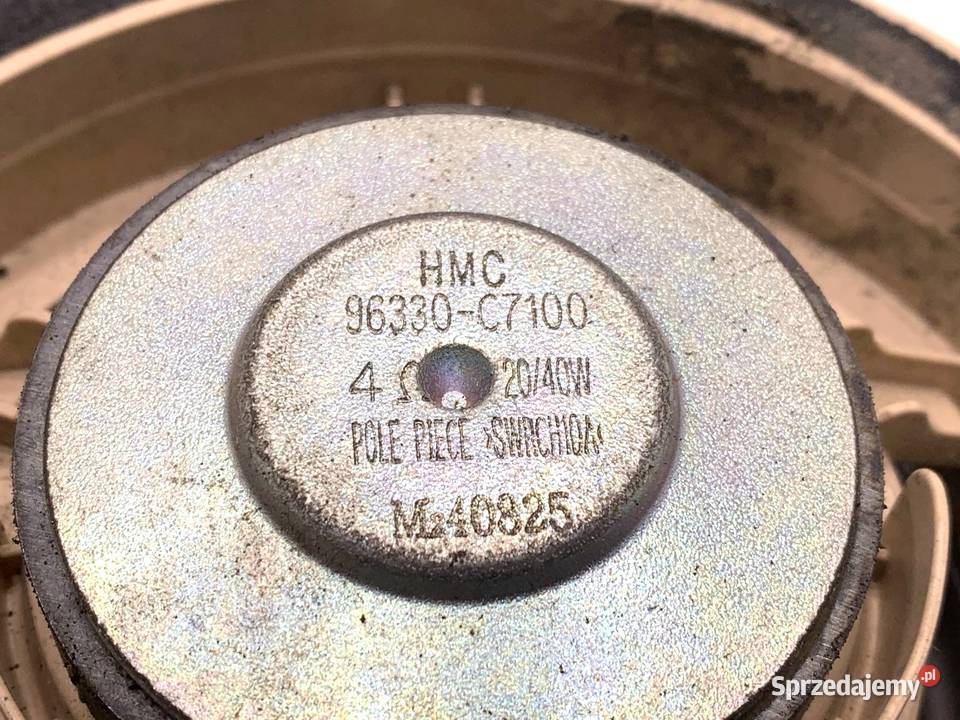 HMC
96330-C7100
4 Ω 20/40W
POLE PIECE >SWRCH10A<
M240825
Sprzedajemy.pl